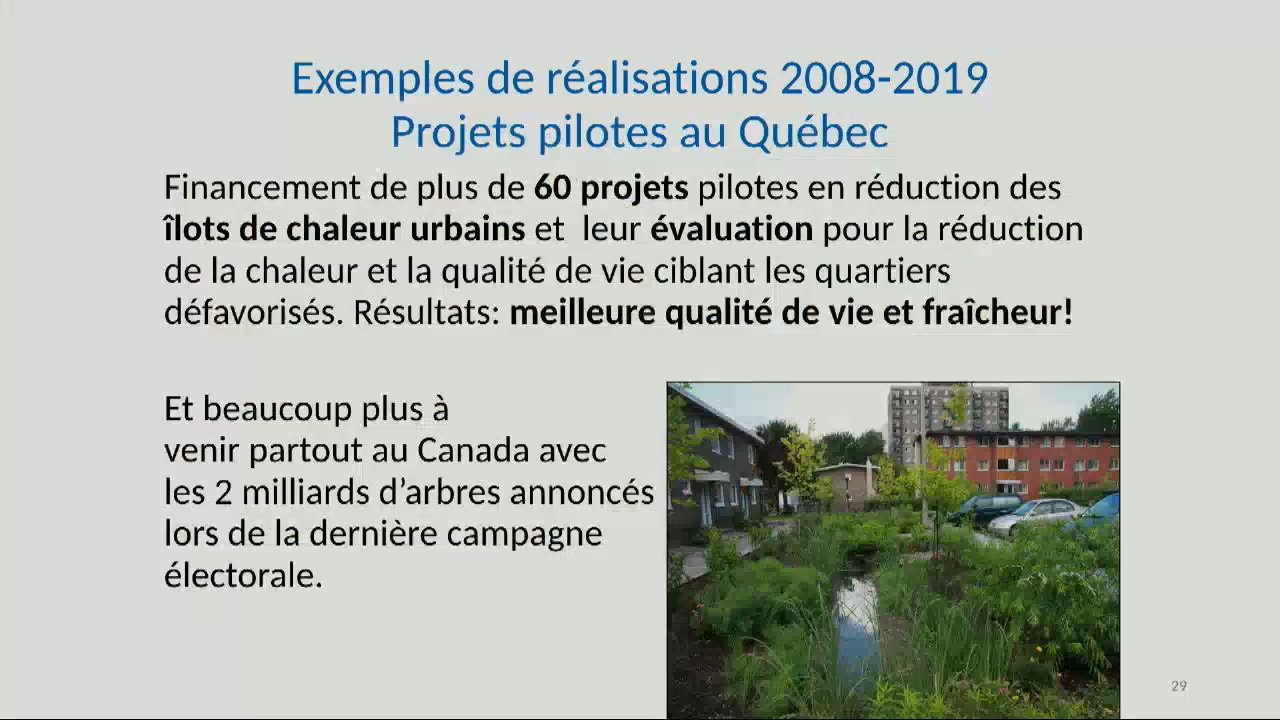 Exemples de réalisations 2008-2019
Projets pilotes au Québec
Financement de plus de 60 projets pilotes en réduction des
îlots de chaleur urbains et leur évaluation pour la réduction
de la chaleur et la qualité de vie ciblant les quartiers
défavorisés. Résultats: meilleure qualité de vie et fraîcheur!
Et beaucoup plus à
venir partout au Canada avec
les 2 milliards d’arbres annoncés
lors de la dernière campagne
électorale.
29